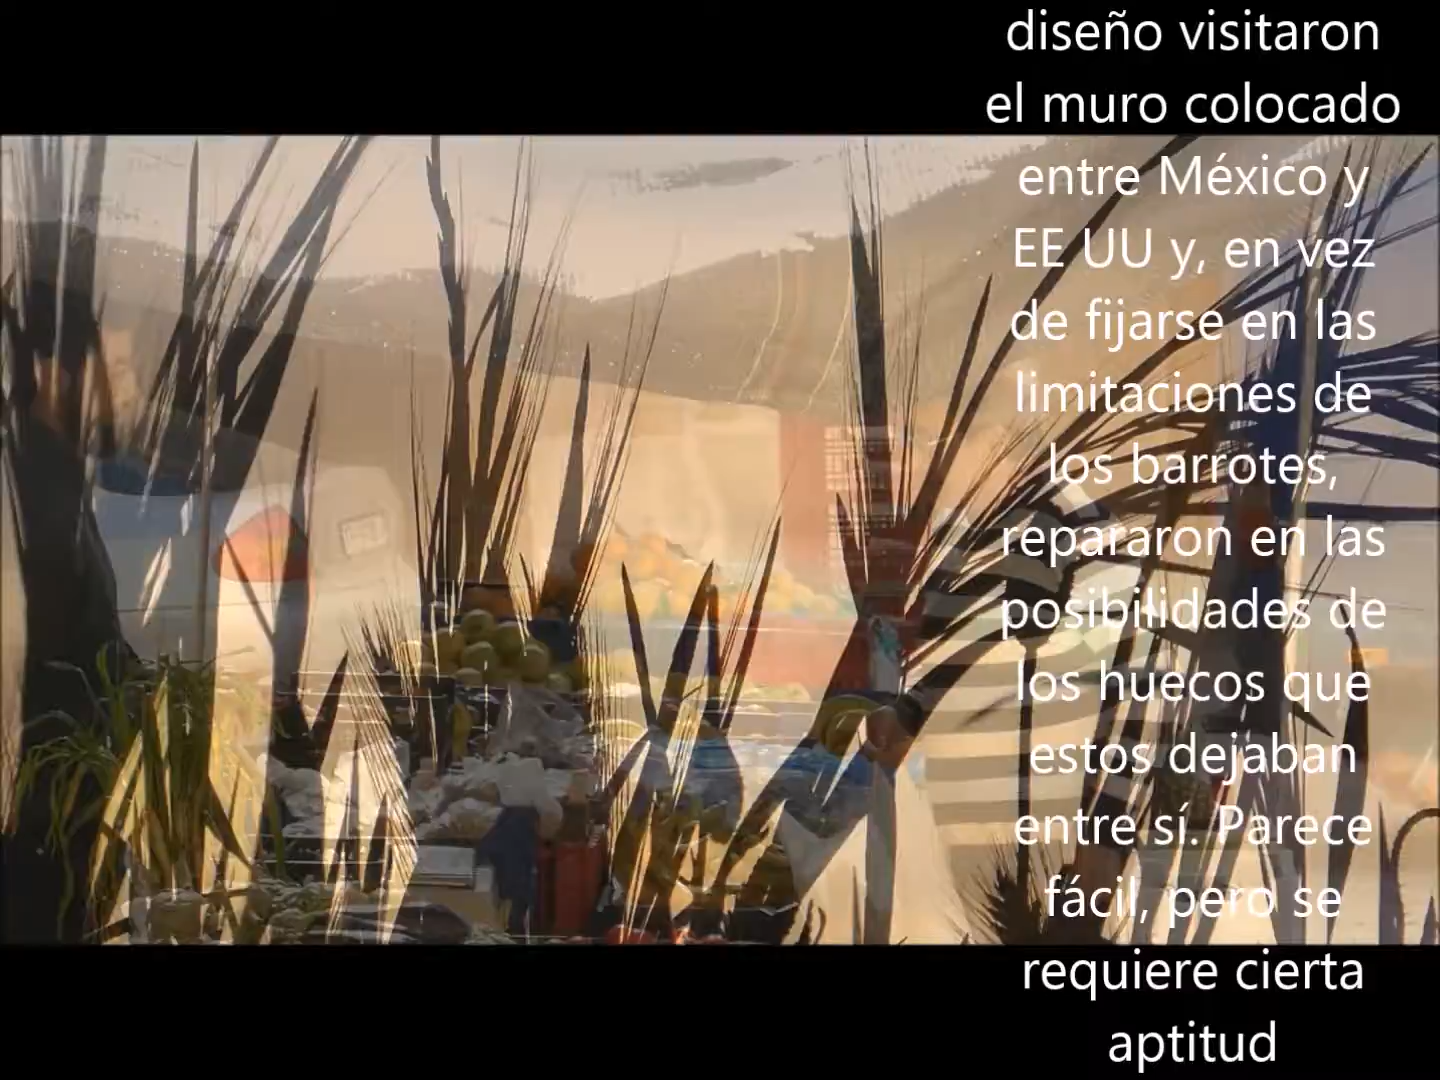 diseño visitaron
el muro colocado
entre México y
EE UU y, en vez
de fijarse en las
limitaciones de
los barrotes,
repararon en las
posibilidades de
los huecos que
estos dejaban
entre sí. Parece
fácil, pero se
requiere cierta
aptitud